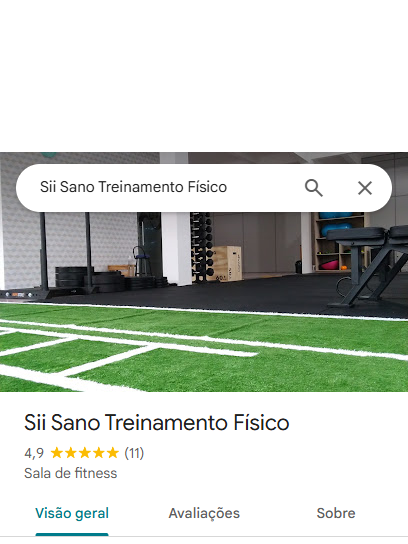 Sii Sano Treinamento Físico
Sii Sano Treinamento Físico
4,9 ★★★★★ (11)
Sala de fitness
Visão geral Avaliações Sobre